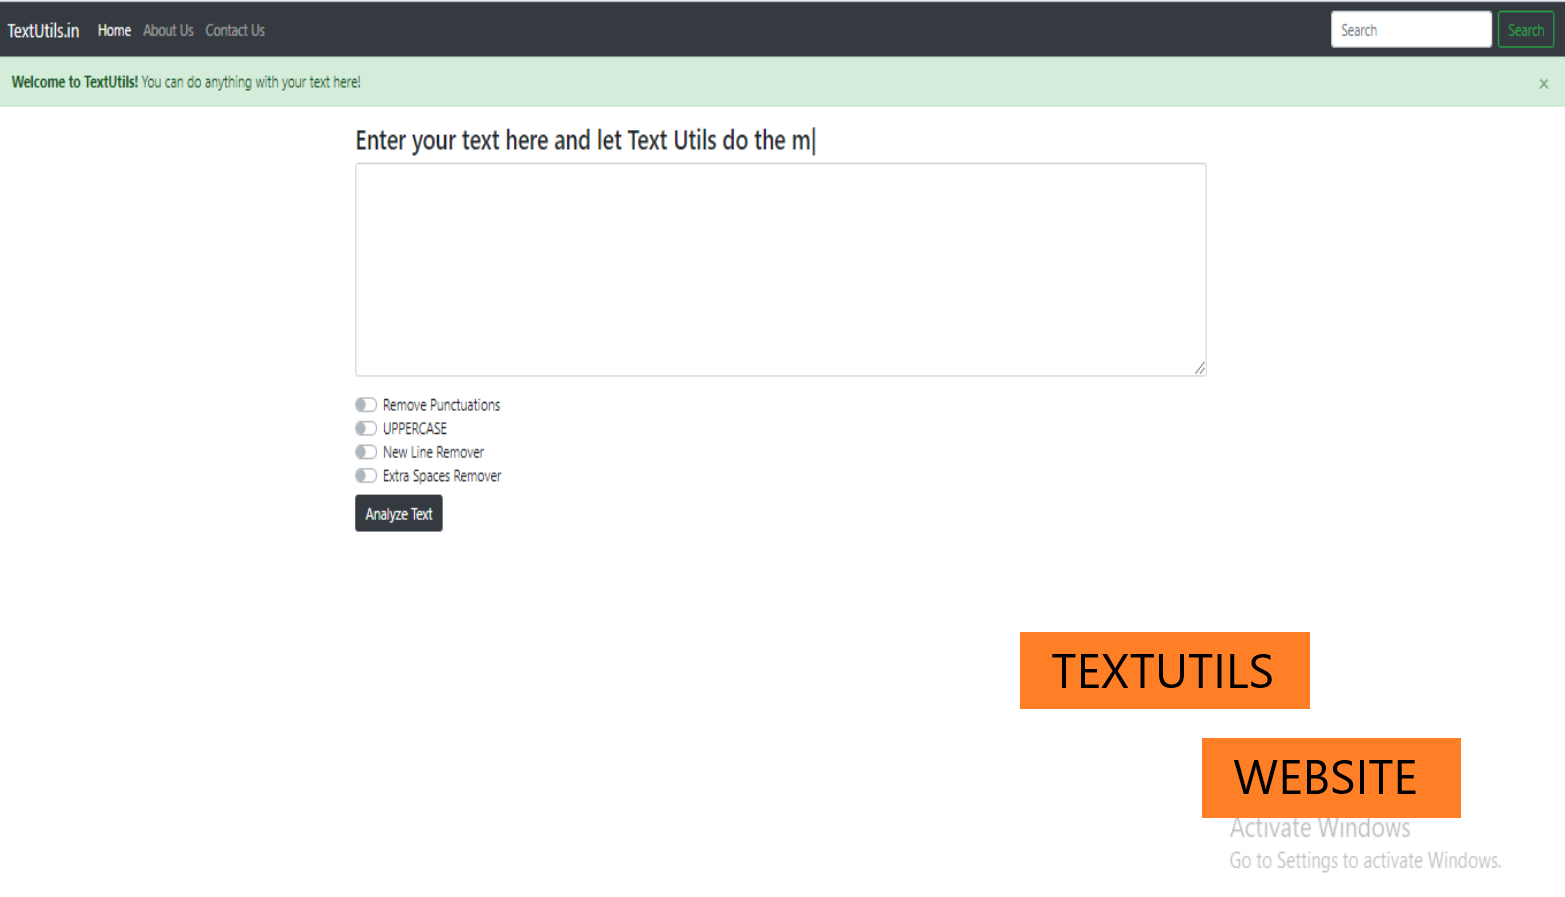 TextUtils.in Home About Us Contact Us Search Search
Welcome to TextUtils! You can do anything with your text here! ×
Enter your text here and let Text Utils do the m|
Remove Punctuations
UPPERCASE
New Line Remover
Extra Spaces Remover
Analyze Text
TEXTUTILS
WEBSITE
Activate Windows
Go to Settings to activate Windows.